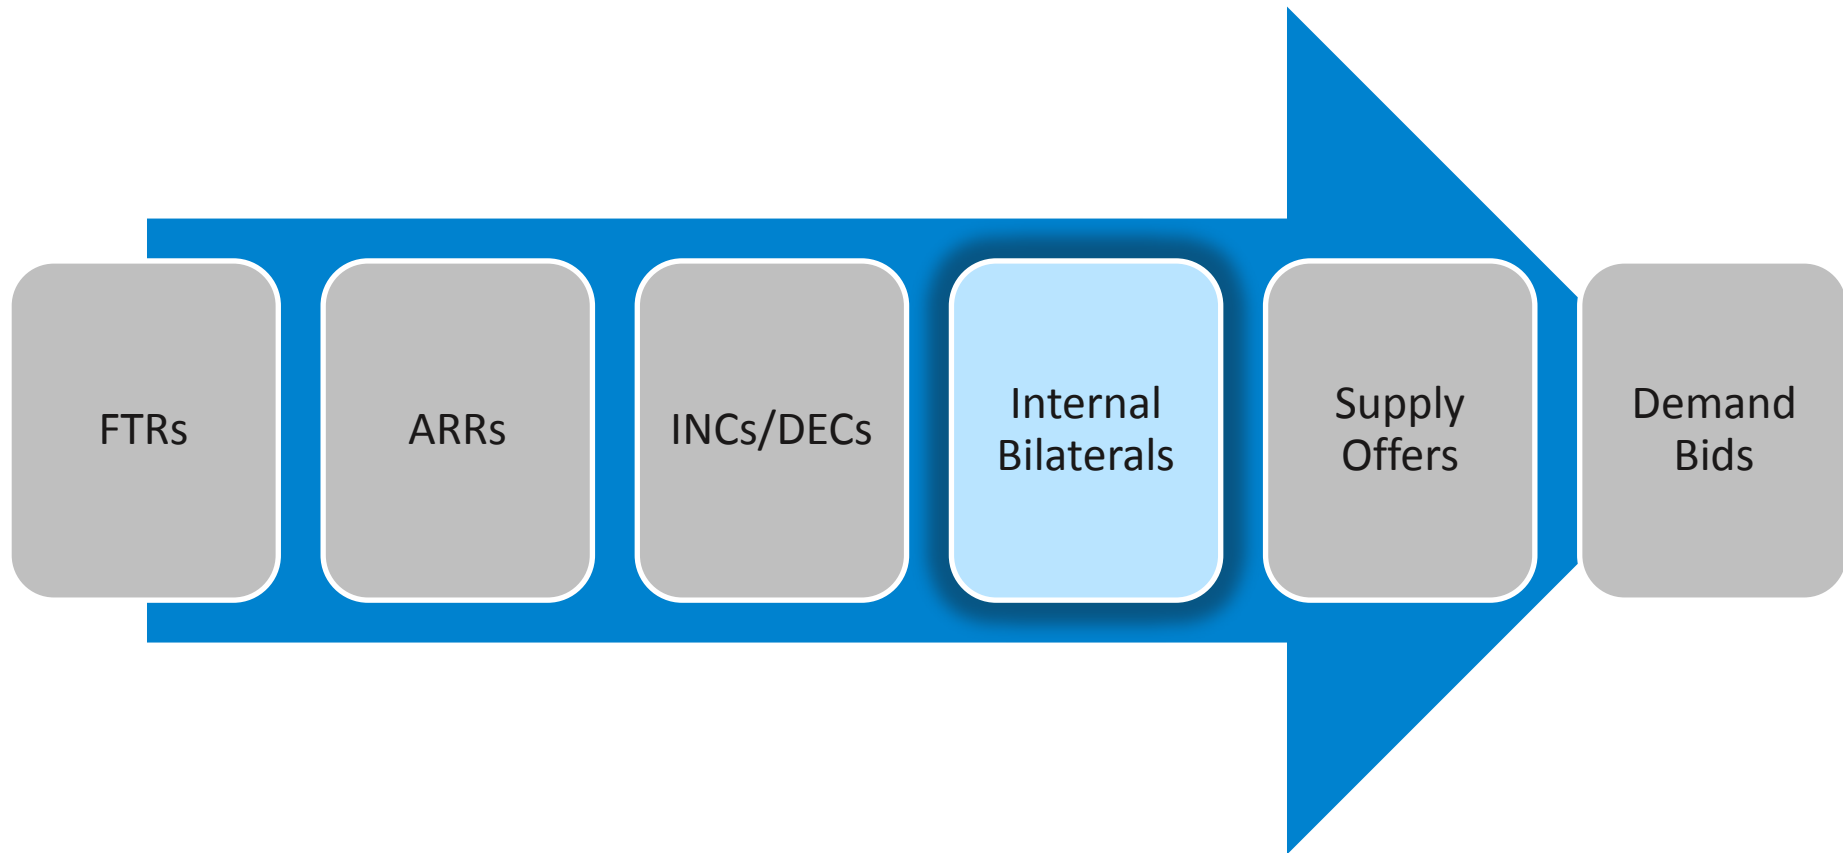 FTRs
ARRs
INCs/DECs
Internal
Bilaterals
Supply
Offers
Demand
Bids